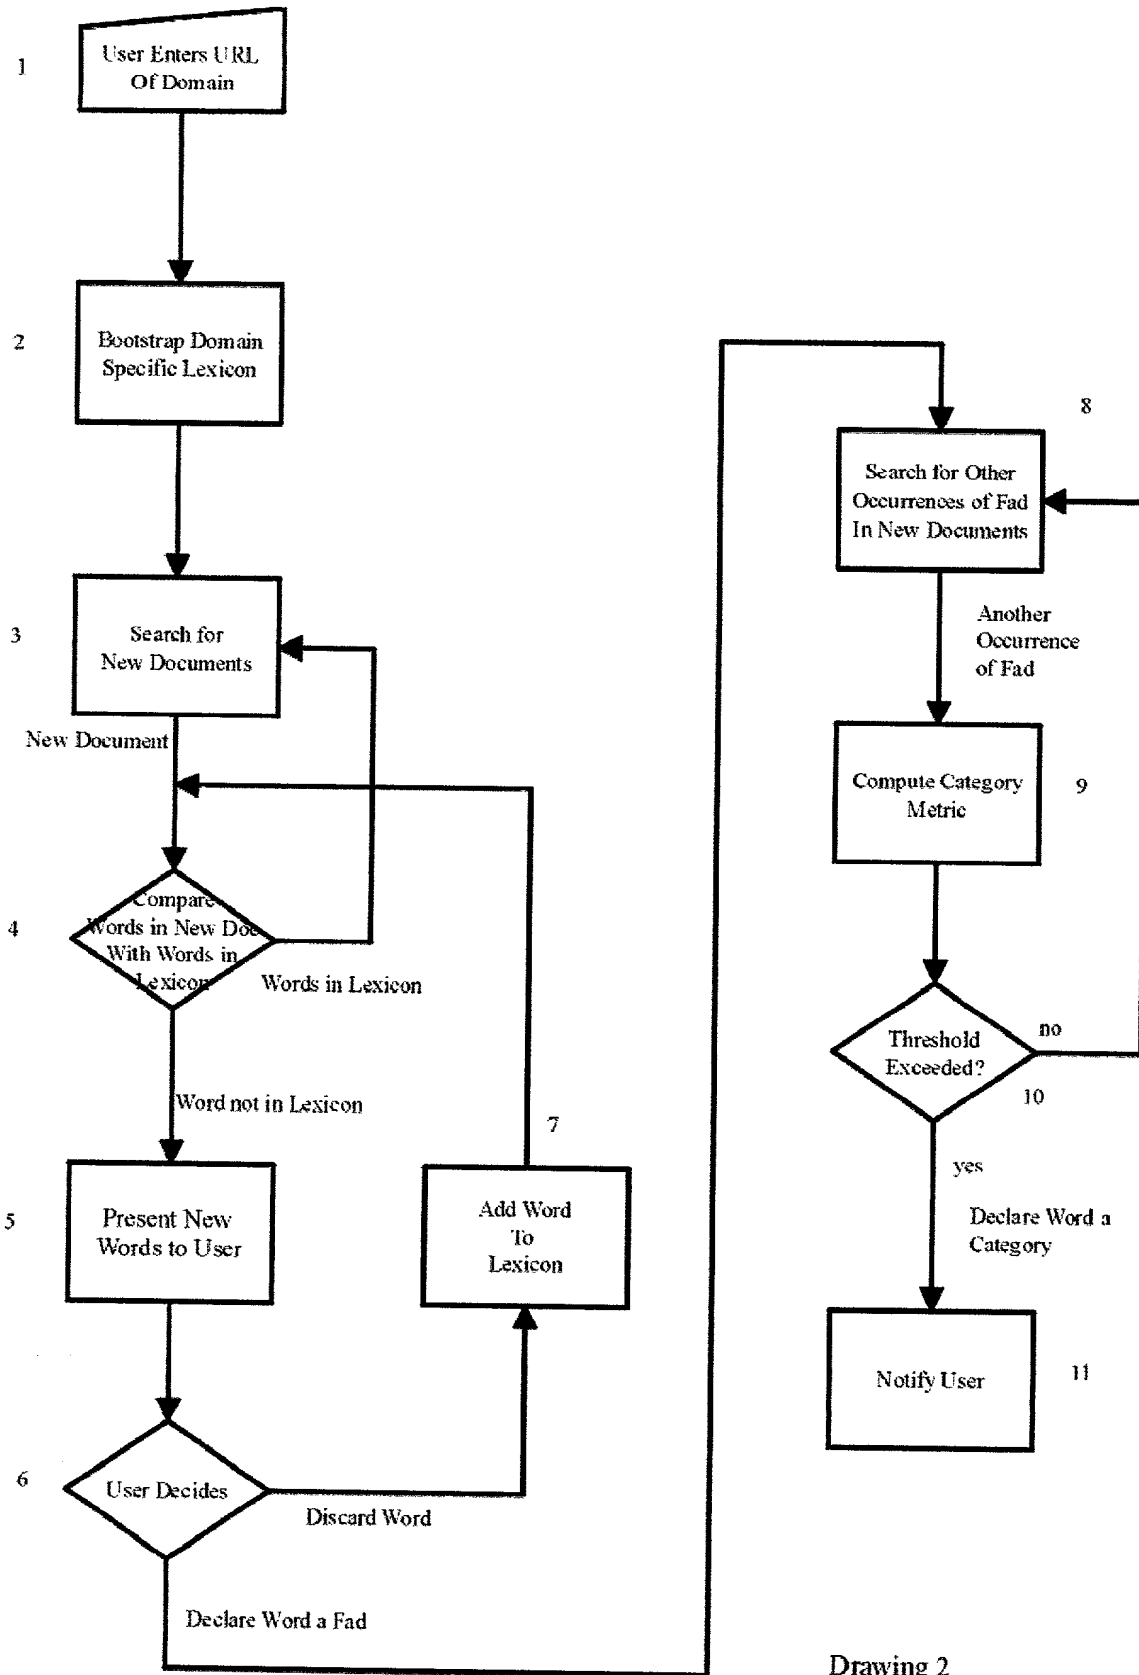 1
User Enters URL
Of Domain
2
Bootstrap Domain
Specific Lexicon
3
Search for
New Documents
New Document
4
Compare
Words in New Doc
With Words in
Lexicon
Words in Lexicon
Word not in Lexicon
5
Present New
Words to User
7
Add Word
To
Lexicon
6
User Decides
Discard Word
Declare Word a Fad
8
Search for Other
Occurrences of Fad
In New Documents
Another
Occurrence
of Fad
Compute Category
Metric
9
Threshold
Exceeded?
no
10
yes
Declare Word a
Category
Notify User
11
Drawing 2